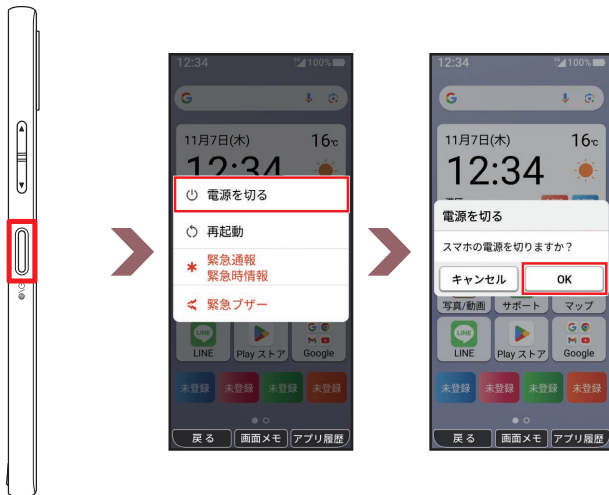 12:34
100%
11月7日(木)
16℃
12:34
電源を切る
再起動
緊急通報
緊急時情報
緊急ブザー
LINE
LINE
Play ストア
Google
未登録
未登録
未登録
未登録
戻る
画面メモ
アプリ履歴
12:34
100%
11月7日(木)
16℃
12:34
電源を切る
スマホの電源を切りますか？
キャンセル
OK
写真/動画
サポート
マップ
LINE
LINE
Play ストア
Google
未登録
未登録
未登録
未登録
戻る
画面メモ
アプリ履歴